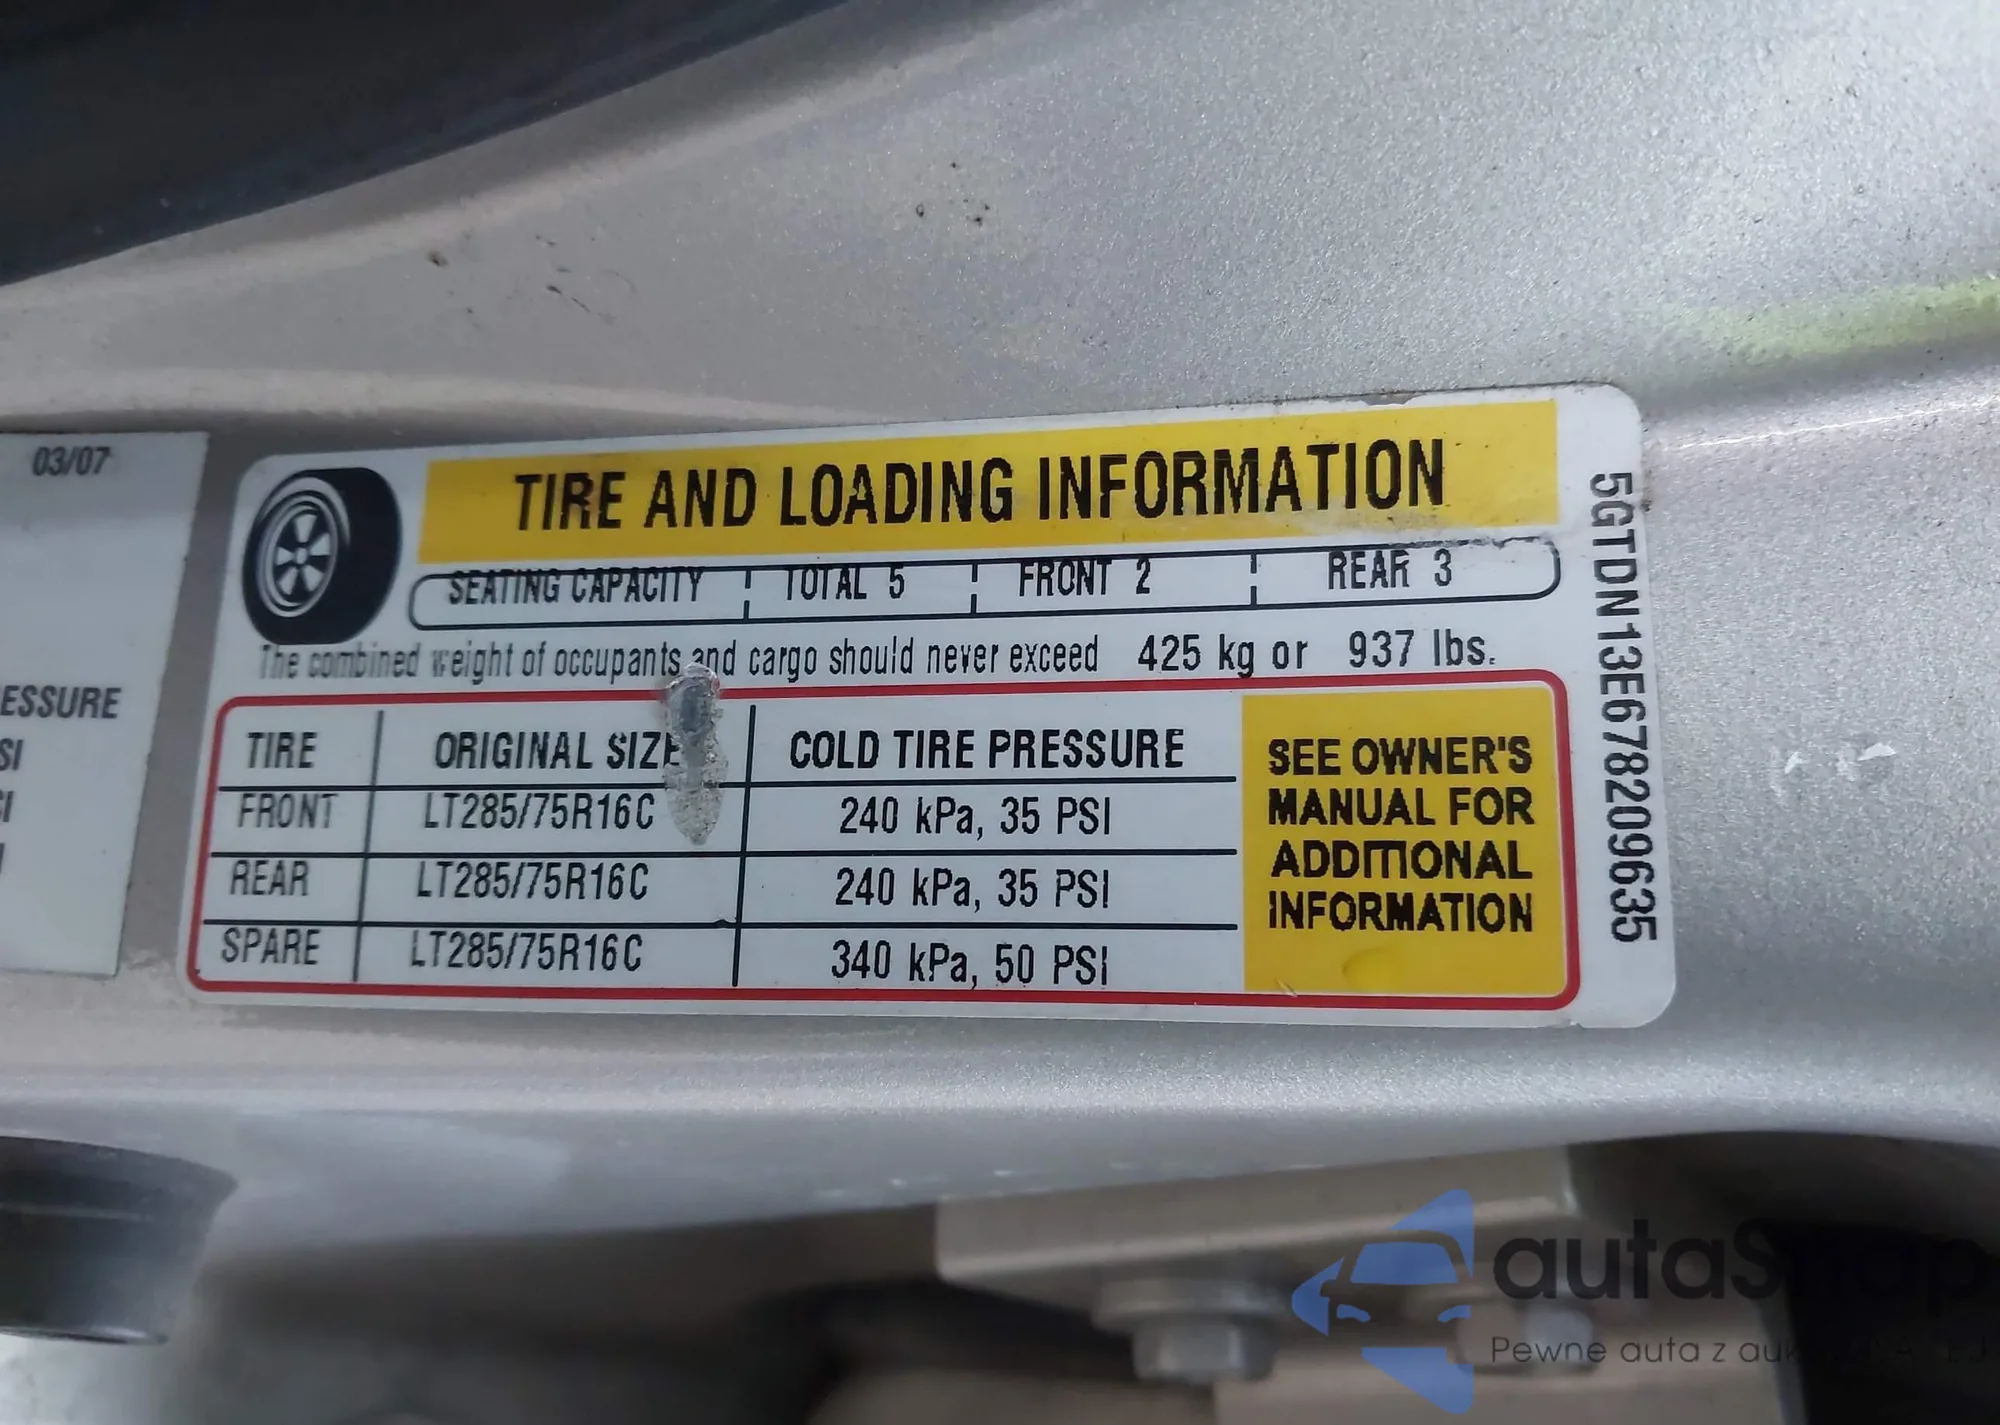 03/07
ESSURE
SI
TIRE AND LOADING INFORMATION
SEATING CAPACITY TOTAL 5 FRONT 2 REAR 3
The combined weight of occupants and cargo should never exceed 425 kg or 937 lbs.
TIRE ORIGINAL SIZE COLD TIRE PRESSURE
FRONT LT285/75R16C 240 kPa, 35 PSI
REAR LT285/75R16C 240 kPa, 35 PSI
SPARE LT285/75R16C 340 kPa, 50 PSI
SEE OWNER'S
MANUAL FOR
ADDITIONAL
INFORMATION
5GTDN13E678209635
autaShop
Pewne auta z